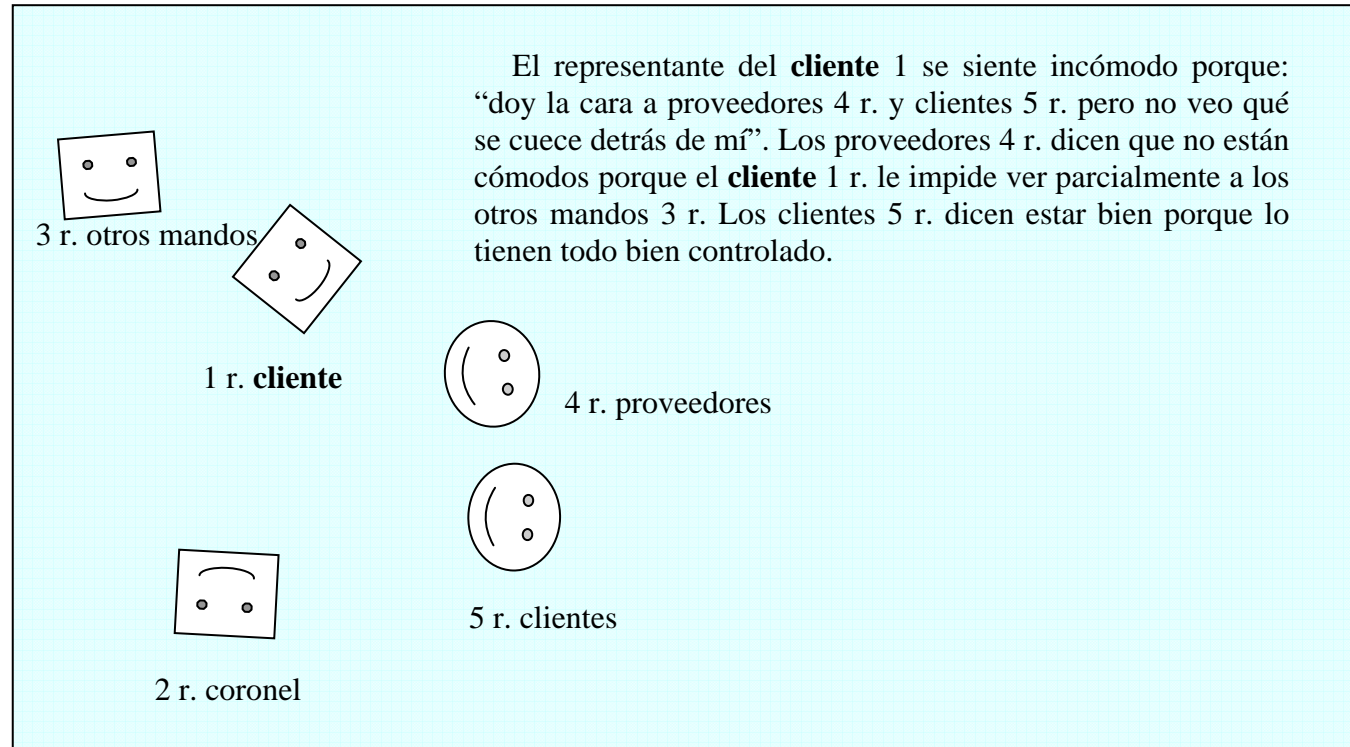 El representante del cliente 1 se siente incómodo porque:
“doy la cara a proveedores 4 r. y clientes 5 r. pero no veo qué
se cuece detrás de mí”. Los proveedores 4 r. dicen que no están
cómodos porque el cliente 1 r. le impide ver parcialmente a los
otros mandos 3 r. Los clientes 5 r. dicen estar bien porque lo
tienen todo bien controlado.
3 r. otros mandos
1 r. cliente
4 r. proveedores
5 r. clientes
2 r. coronel